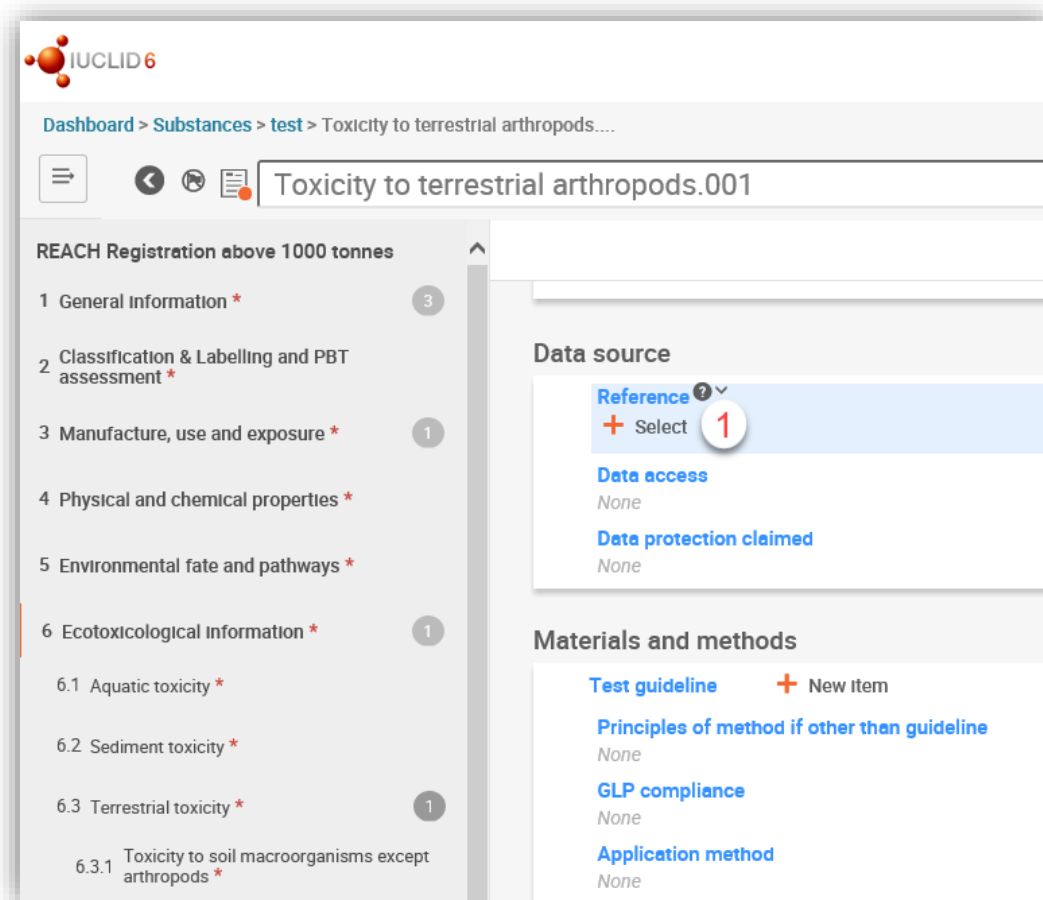 IUCLID 6
Dashboard > Substances > test > Toxicity to terrestrial arthropods....
Toxicity to terrestrial arthropods.001
REACH Registration above 1000 tonnes
1 General information *
3
2 Classification & Labelling and PBT
assessment *
3 Manufacture, use and exposure *
1
4 Physical and chemical properties *
5 Environmental fate and pathways *
6 Ecotoxicological information *
1
6.1 Aquatic toxicity *
6.2 Sediment toxicity *
6.3 Terrestrial toxicity *
1
6.3.1 Toxicity to soil macroorganisms except
arthropods *
Data source
Reference ?
+ Select
1
Data access
None
Data protection claimed
None
Materials and methods
Test guideline + New item
Principles of method if other than guideline
None
GLP compliance
None
Application method
None